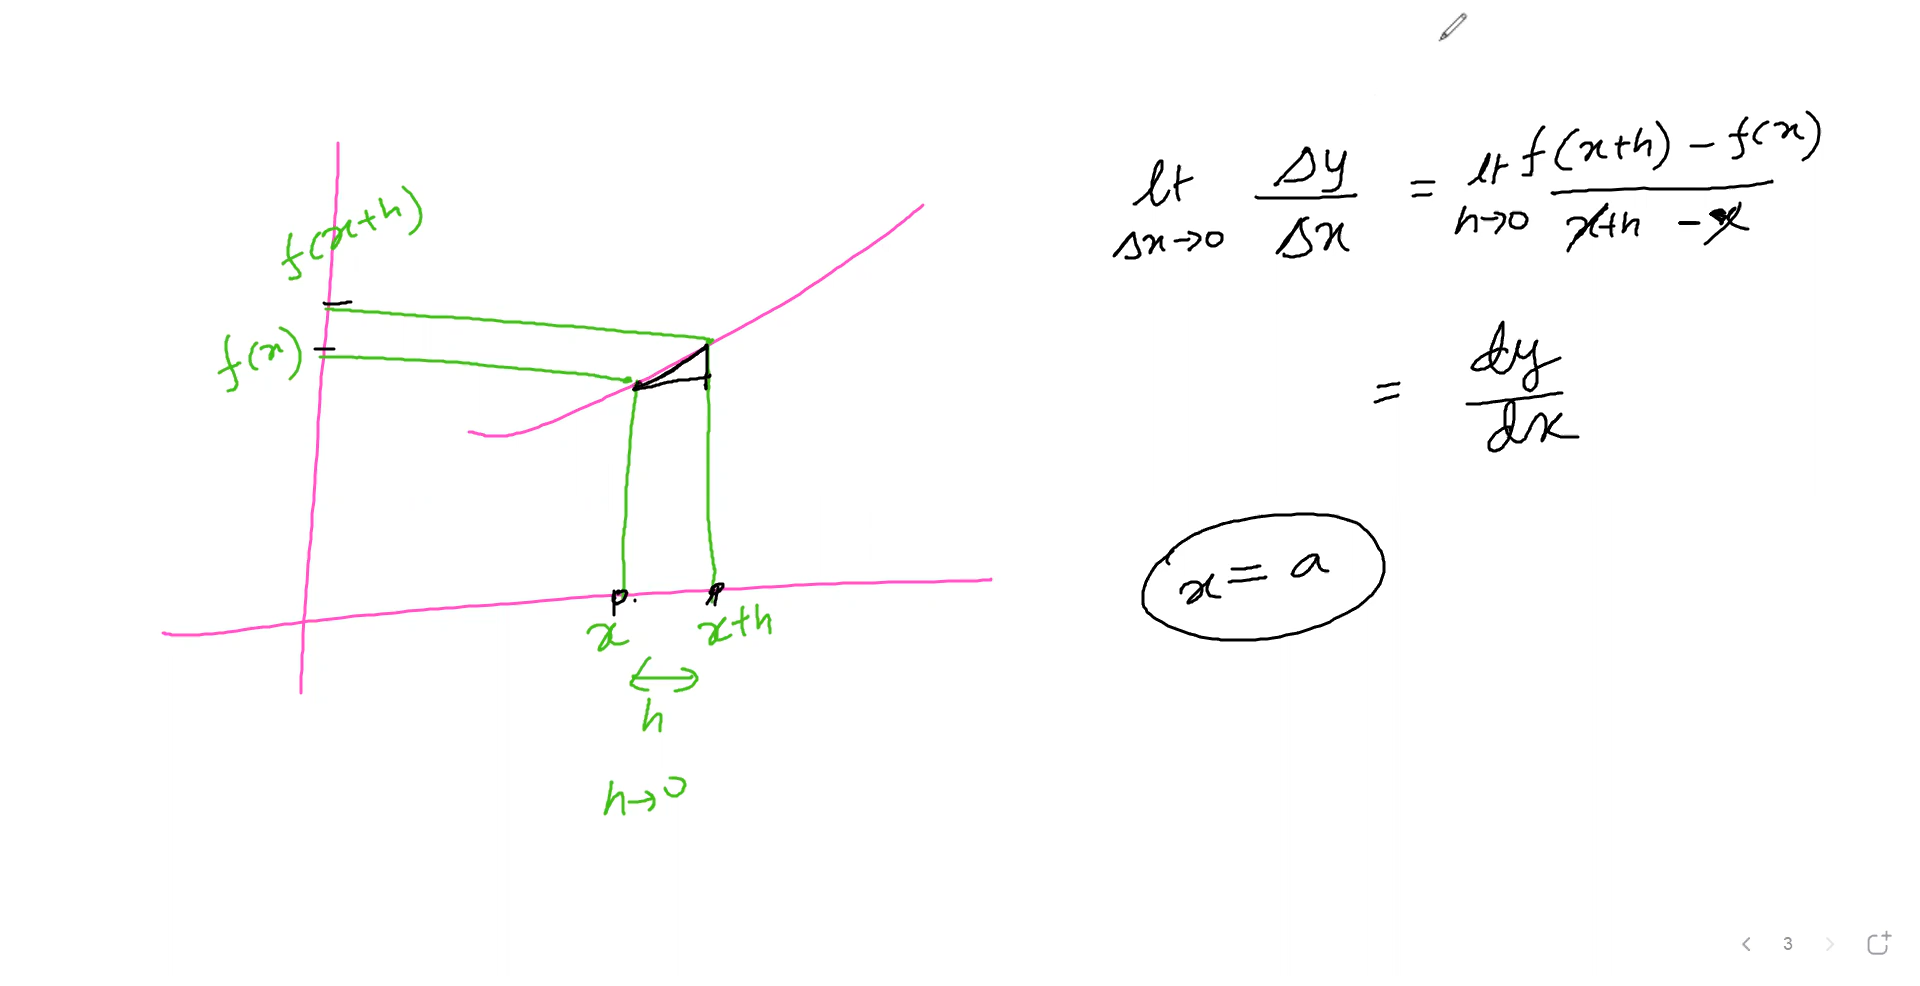 f(x+h)
f(x)
x x+h
h
h→0
lt Δx→0 Δy/Δx = lt h→0 f(x+h) - f(x) / x+h - x
= dy/dx
x = a
3